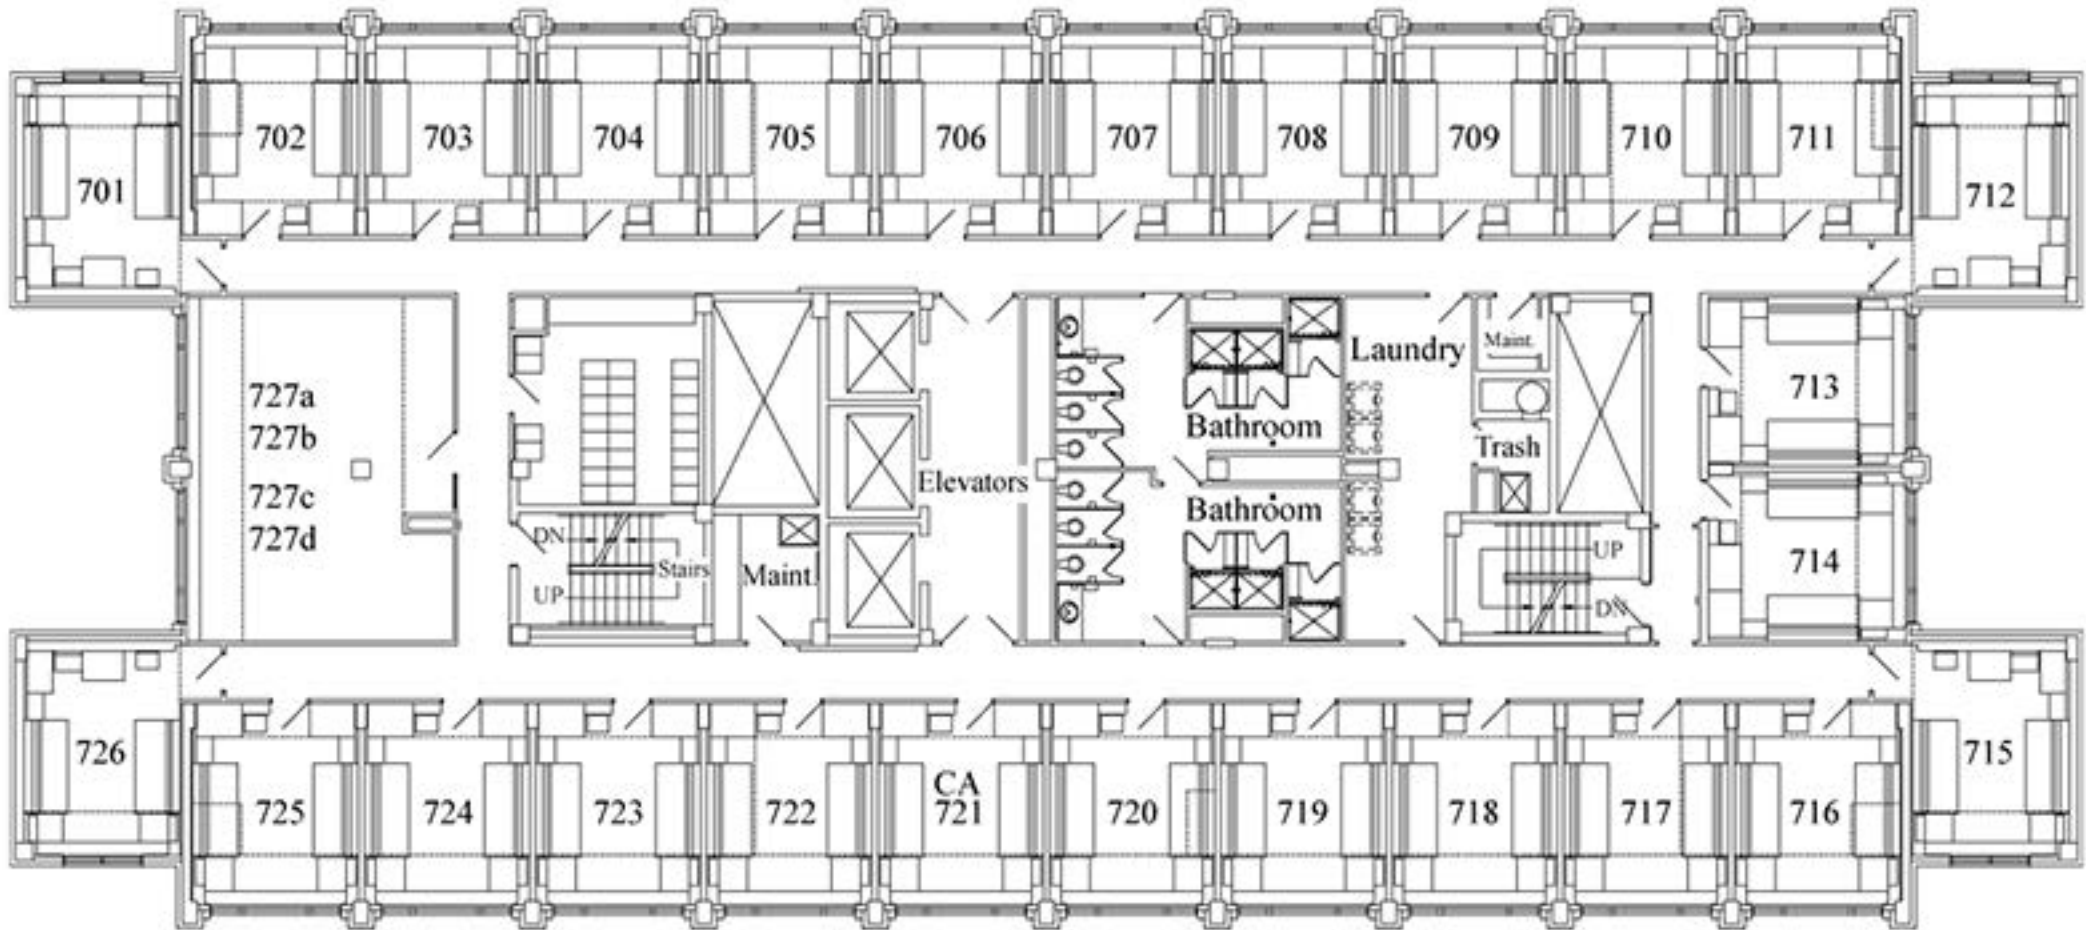 702 703 704 705 706 707 708 709 710 711
701
712
Maint.
Laundry
727a
713
727b
Bathroom
Trash
Elevators
727c
Bathroom
727d
DN
UP
714
Stairs
Maint.
UP
DN
726
715
CA
725 724 723 722 721 720 719 718 717 716